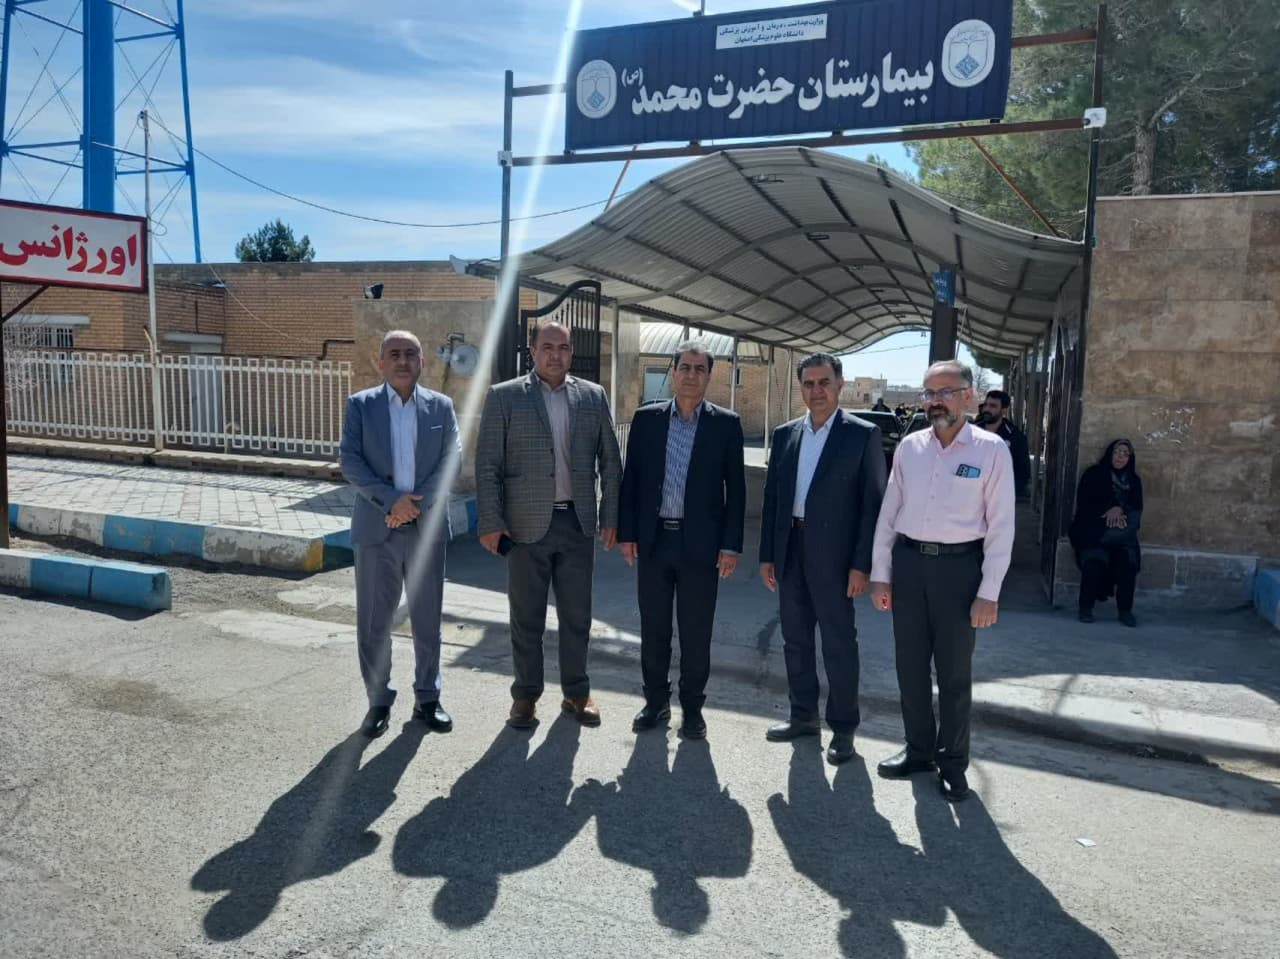 وزارت بهداشت، درمان و آموزش پزشکی
دانشگاه علوم پزشکی اصفهان
بیمارستان حضرت محمد (ص)
اورژانس